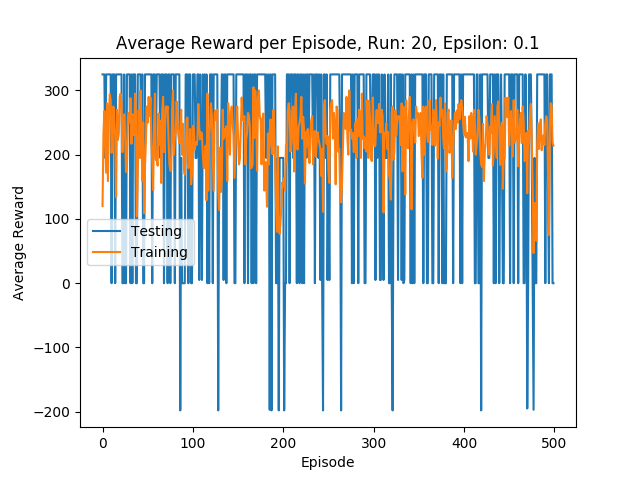 Average Reward per Episode, Run: 20, Epsilon: 0.1
Average Reward
300
200
100
0
−100
−200
Testing
Training
0
100
200
300
400
500
Episode